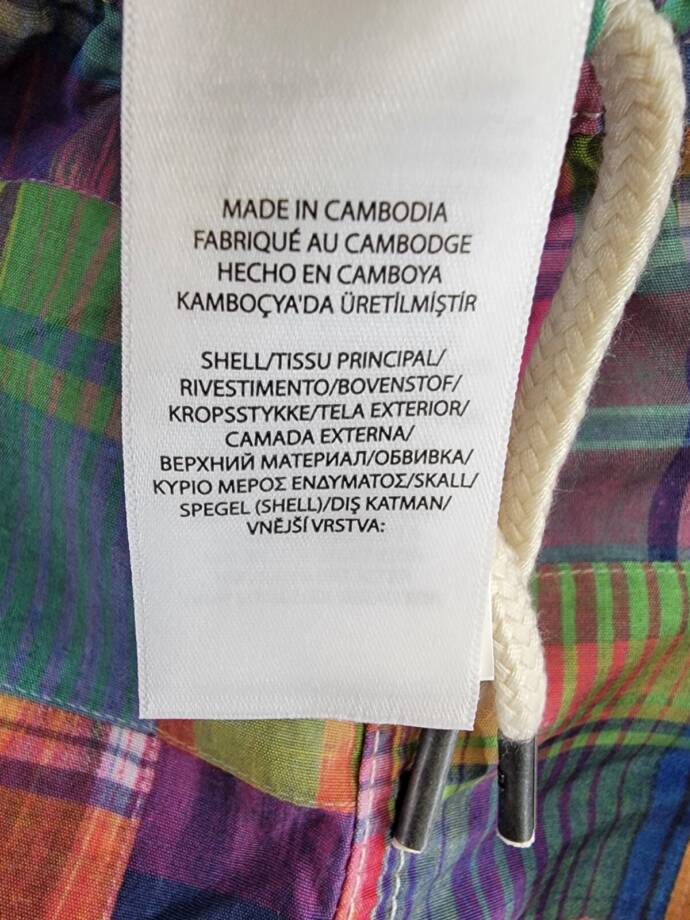 MADE IN CAMBODIA
FABRIQUÉ AU CAMBODGE
HECHO EN CAMBOYA
KAMBOÇYA'DA ÜRETİLMİŞTİR
SHELL/TISSU PRINCIPAL/
RIVESTIMENTO/BOVENSTOF/
KROPSSTYKKE/TELA EXTERIOR/
CAMADA EXTERNA/
ВЕРХНИЙ МАТЕРИАЛ/ОБВИВКА/
ΚΥΡΙΟ ΜΕΡΟΣ ΕΝΔΥΜΑΤΟΣ/SKALL/
SPEGEL (SHELL)/DIŞ KATMAN/
VNĚJŠÍ VRSTVA: